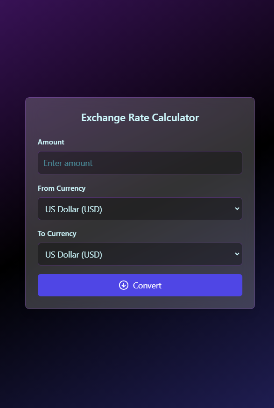 Exchange Rate Calculator
Amount
Enter amount
From Currency
US Dollar (USD)
To Currency
US Dollar (USD)
Convert